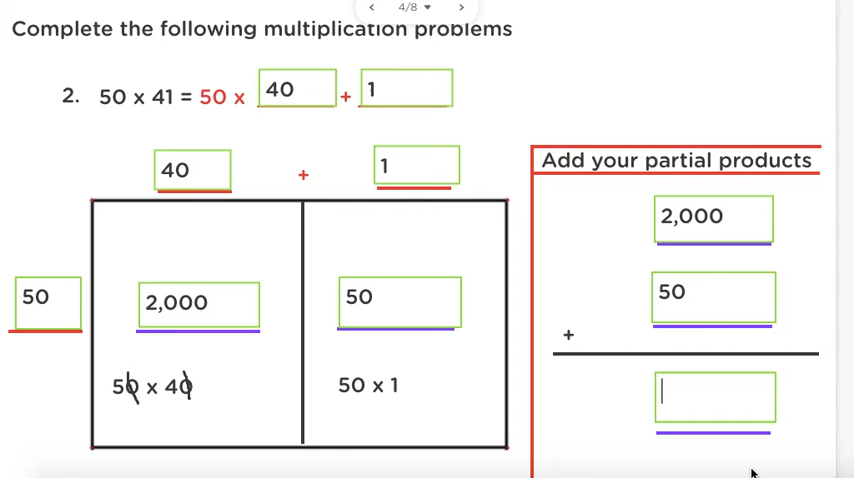 4/8
Complete the following multiplication problems
2. 50 x 41 = 50 x 40 + 1
40 + 1
Add your partial products
2,000
50 2,000 50
50
+
50 x 40 50 x 1